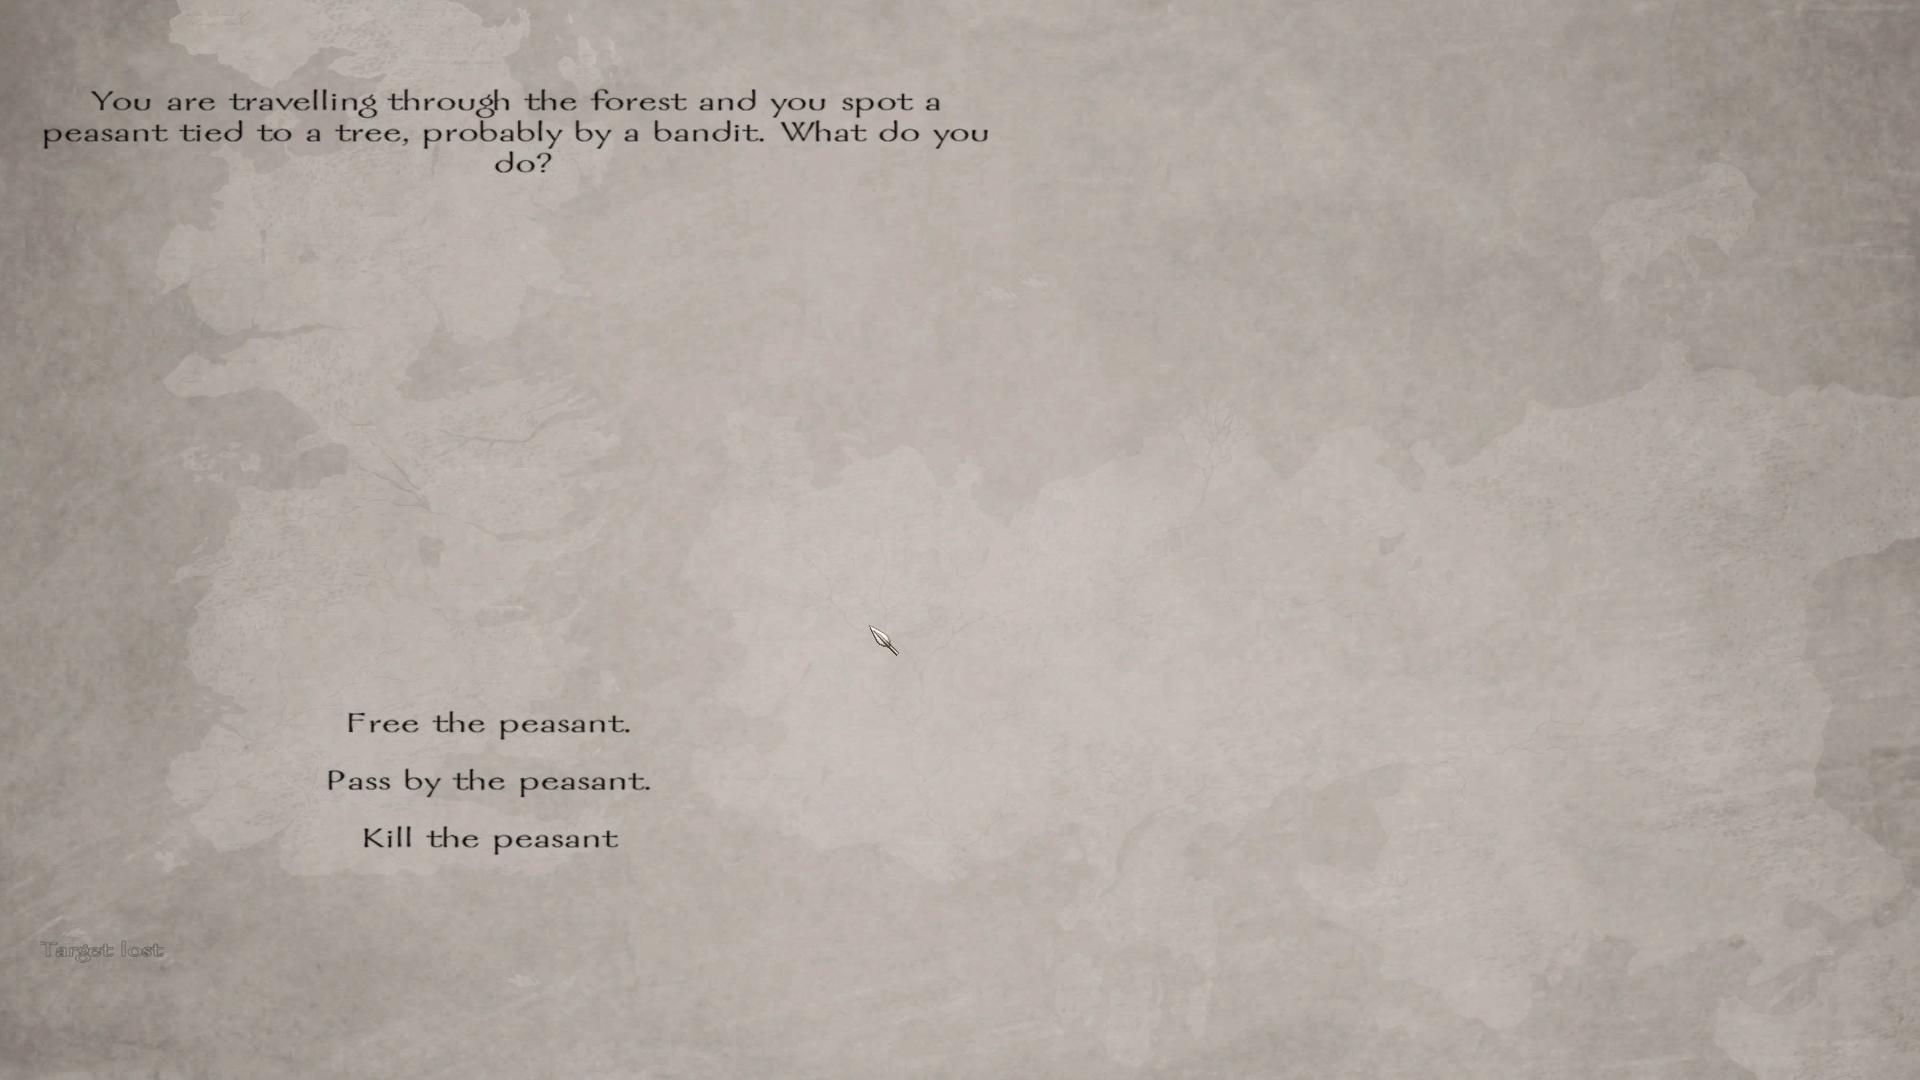 You are travelling through the forest and you spot a
peasant tied to a tree, probably by a bandit. What do you
do?
Free the peasant.
Pass by the peasant.
Kill the peasant
Target lost